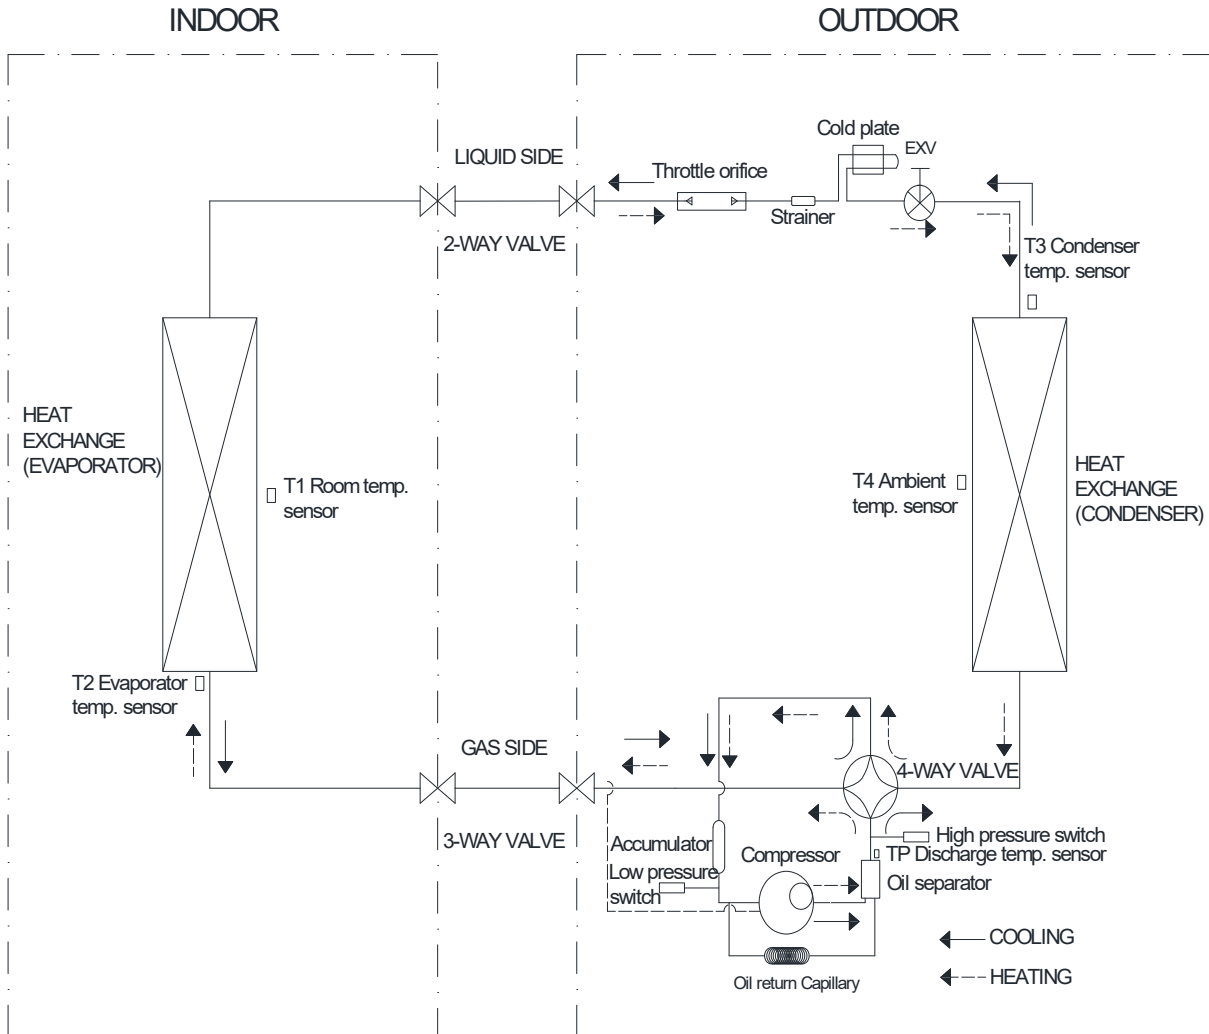 INDOOR
OUTDOOR
Cold plate
EXV
LIQUID SIDE
Throttle orifice
Strainer
2-WAY VALVE
T3 Condenser
temp. sensor
HEAT
EXCHANGE
(EVAPORATOR)
T1 Room temp.
sensor
T4 Ambient
temp. sensor
HEAT
EXCHANGE
(CONDENSER)
T2 Evaporator
temp. sensor
GAS SIDE
4-WAY VALVE
3-WAY VALVE
Accumulator
Low pressure
switch
Compressor
High pressure switch
TP Discharge temp. sensor
Oil separator
Oil return Capillary
COOLING
HEATING